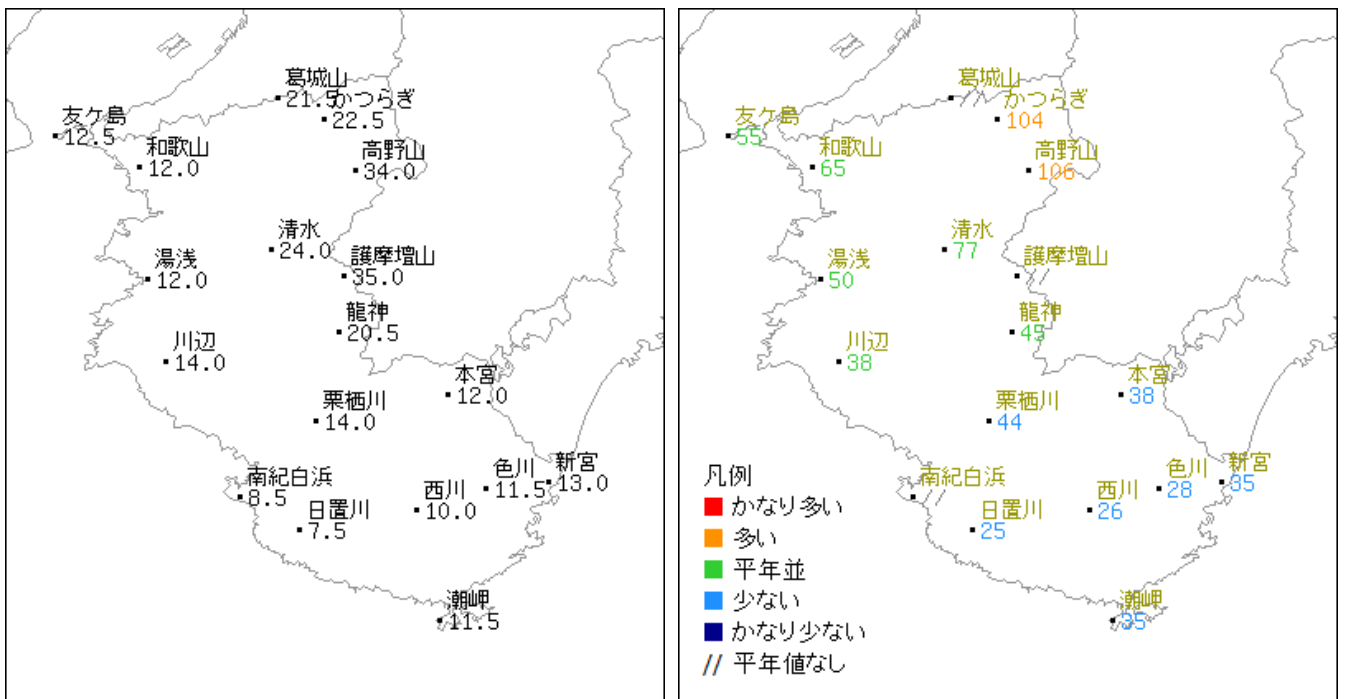 葛城山
21.5
かつらぎ
22.5
友ケ島
12.5
和歌山
12.0
高野山
34.0
清水
24.0
湯浅
12.0
護摩壇山
35.0
龍神
20.5
川辺
14.0
本宮
12.0
栗栖川
14.0
南紀白浜
8.5
日置川
7.5
西川
10.0
色川
11.5
新宮
13.0
潮岬
11.5
葛城山
//
かつらぎ
104
友ケ島
55
和歌山
65
高野山
106
清水
77
湯浅
50
護摩壇山
//
龍神
45
川辺
38
本宮
38
栗栖川
44
南紀白浜
//
日置川
25
西川
26
色川
28
新宮
35
潮岬
35
凡例
かなり多い
多い
平年並
少ない
かなり少ない
// 平年値なし